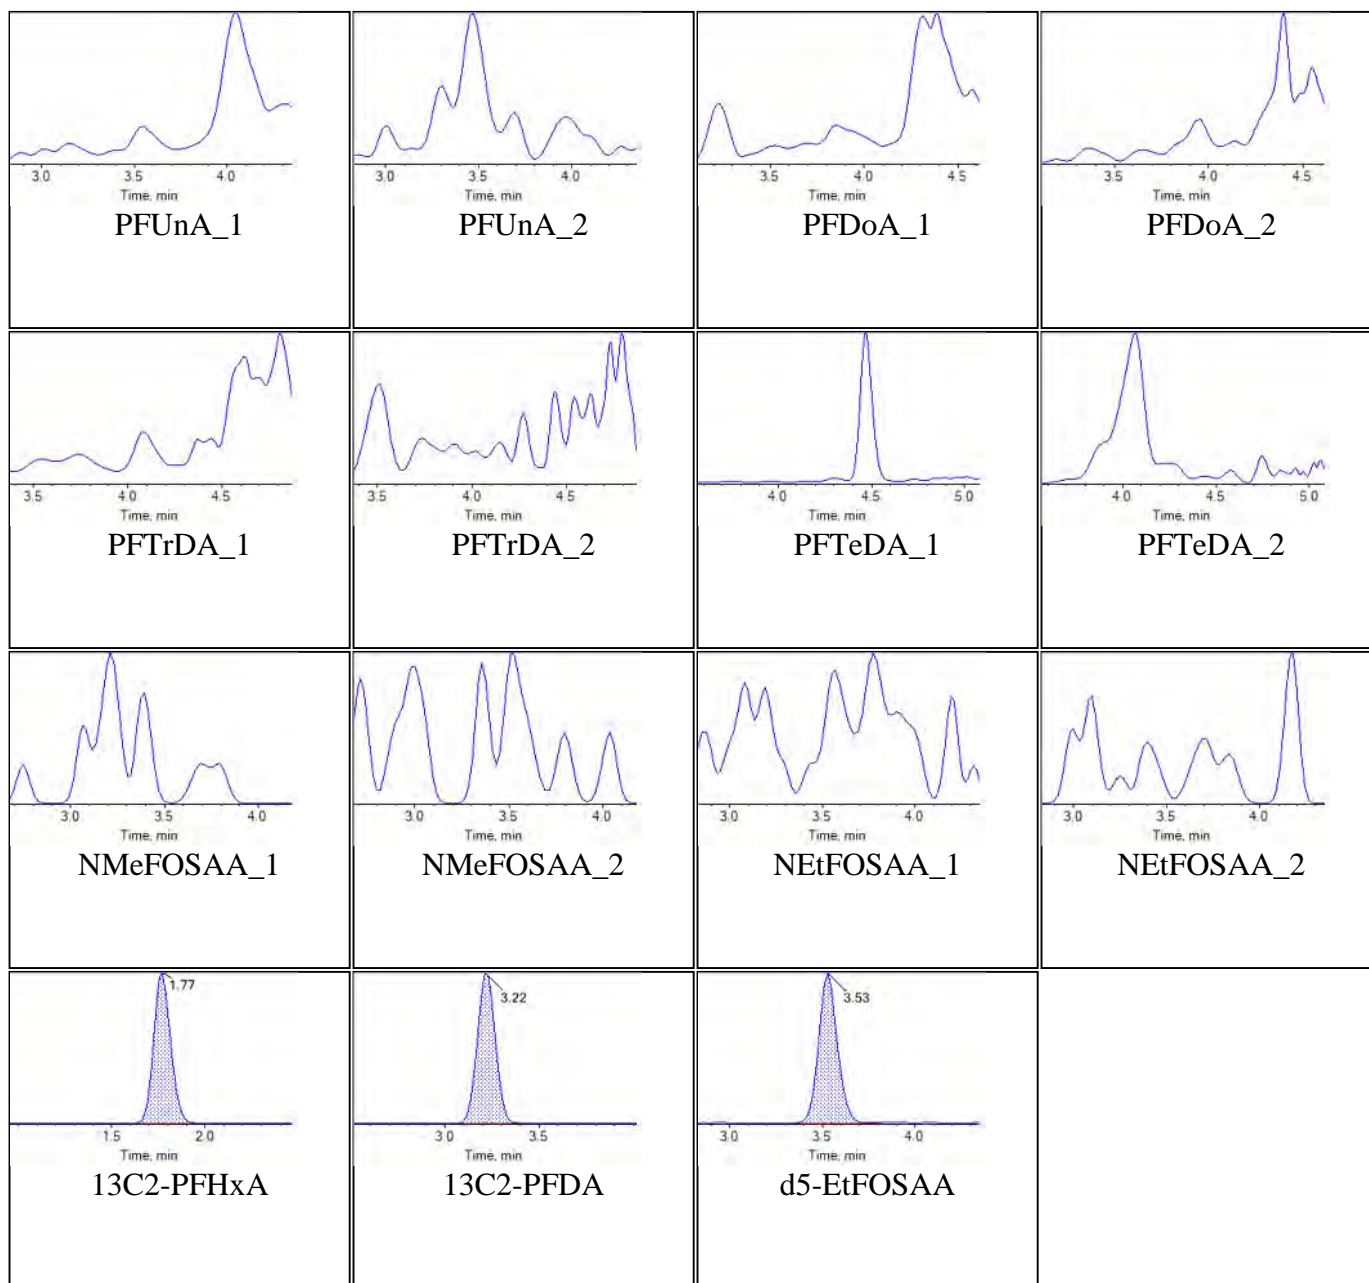 3.0 3.5 4.0
Time, min
PFUnA_1
3.0 3.5 4.0
Time, min
PFUnA_2
3.5 4.0 4.5
Time, min
PFDoA_1
3.5 4.0 4.5
Time, min
PFDoA_2
3.5 4.0 4.5
Time, min
PFTrDA_1
3.5 4.0 4.5
Time, min
PFTrDA_2
4.0 4.5 5.0
Time, min
PFTeDA_1
4.0 4.5 5.0
Time, min
PFTeDA_2
3.0 3.5 4.0
Time, min
NMeFOSAA_1
3.0 3.5 4.0
Time, min
NMeFOSAA_2
3.0 3.5 4.0
Time, min
NEtFOSAA_1
3.0 3.5 4.0
Time, min
NEtFOSAA_2
1.77
1.5 2.0
Time, min
13C2-PFHxA
3.22
3.0 3.5
Time, min
13C2-PFDA
3.53
3.0 3.5 4.0
Time, min
d5-EtFOSAA